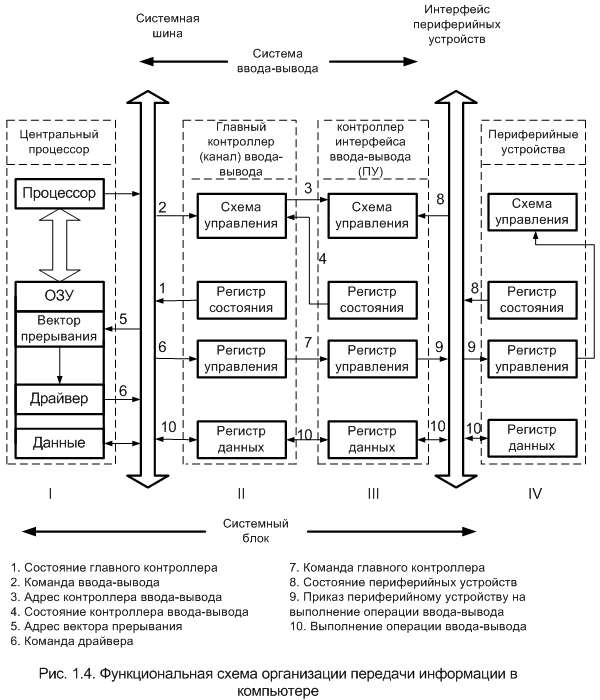 Системная
шина
Интерфейс
периферийных
устройств
Система
ввода-вывода
Центральный
процессор
Главный
контроллер
(канал) ввода-
вывода
контроллер
интерфейса
ввода-вывода
(ПУ)
Периферийные
устройства
Процессор
2
Схема
управления
3
Схема
управления
8
Схема
управления
4
ОЗУ
1
Регистр
состояния
Регистр
состояния
8
Регистр
состояния
Вектор
прерывания
5
6
Регистр
управления
7
Регистр
управления
9
9
Регистр
управления
Драйвер
6
Данные
10
Регистр
данных
10
Регистр
данных
10
10
Регистр
данных
I
II
III
IV
Системный
блок
1. Состояние главного контроллера
2. Команда ввода-вывода
3. Адрес контроллера ввода-вывода
4. Состояние контроллера ввода-вывода
5. Адрес вектора прерывания
6. Команда драйвера
7. Команда главного контроллера
8. Состояние периферийных устройств
9. Приказ периферийному устройству на
выполнение операции ввода-вывода
10. Выполнение операции ввода-вывода
Рис. 1.4. Функциональная схема организации передачи информации в
компьютере